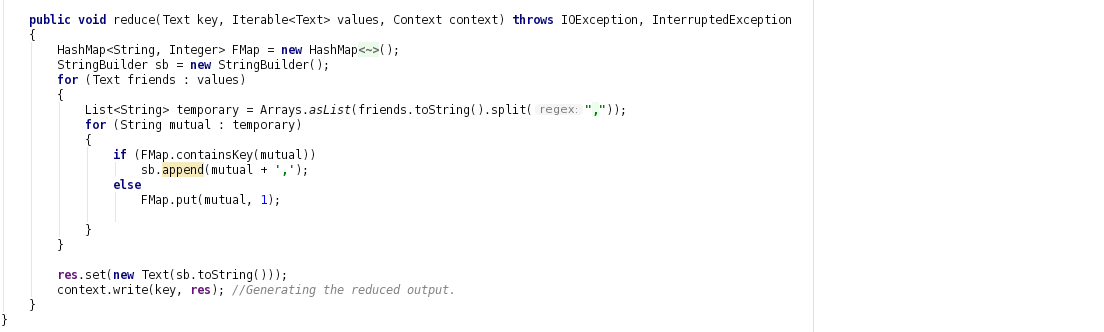 public void reduce(Text key, Iterable<Text> values, Context context) throws IOException, InterruptedException
{
HashMap<String, Integer> FMap = new HashMap<~>();
StringBuilder sb = new StringBuilder();
for (Text friends : values)
{
List<String> temporary = Arrays.asList(friends.toString().split( regex: ","));
for (String mutual : temporary)
{
if (FMap.containsKey(mutual))
sb.append(mutual + ',');
else
FMap.put(mutual, 1);
}
}
res.set(new Text(sb.toString()));
context.write(key, res); //Generating the reduced output.
}
}